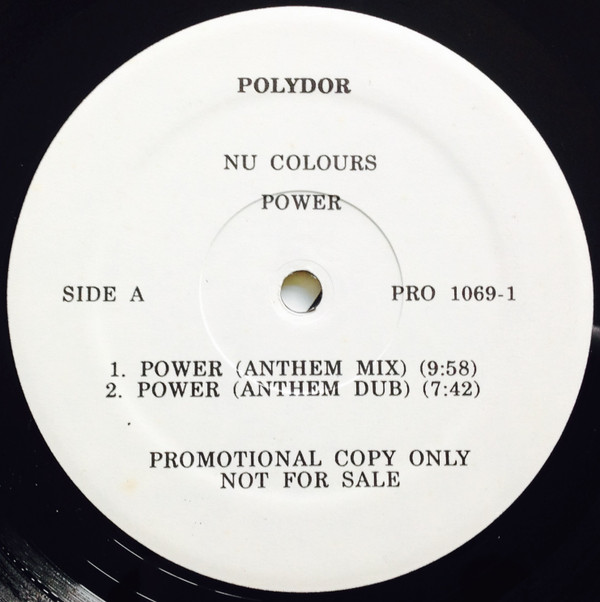 POLYDOR
NU COLOURS
POWER
SIDE A
PRO 1069-1
1. POWER (ANTHEM MIX) (9:58)
2. POWER (ANTHEM DUB) (7:42)
PROMOTIONAL COPY ONLY
NOT FOR SALE